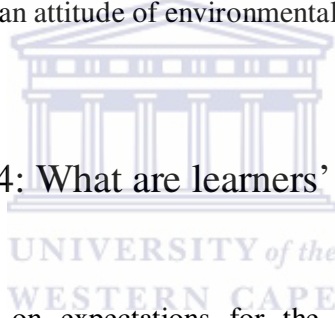 an attitude of environmental
4: What are learners’
UNIVERSITY of the
on expectations for the
WESTERN CAPE